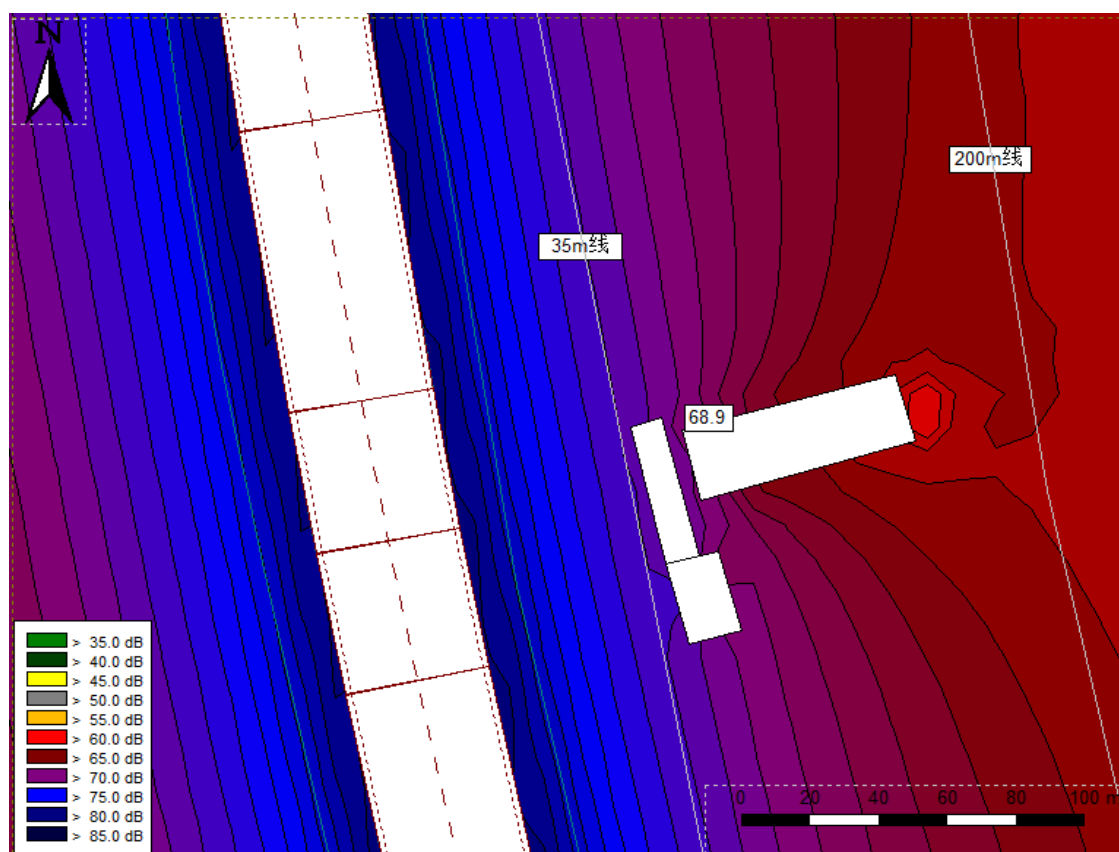 N
200m线
35m线
68.9
> 35.0 dB
> 40.0 dB
> 45.0 dB
> 50.0 dB
> 55.0 dB
> 60.0 dB
> 65.0 dB
> 70.0 dB
> 75.0 dB
> 80.0 dB
> 85.0 dB
0 20 40 60 80 100 m